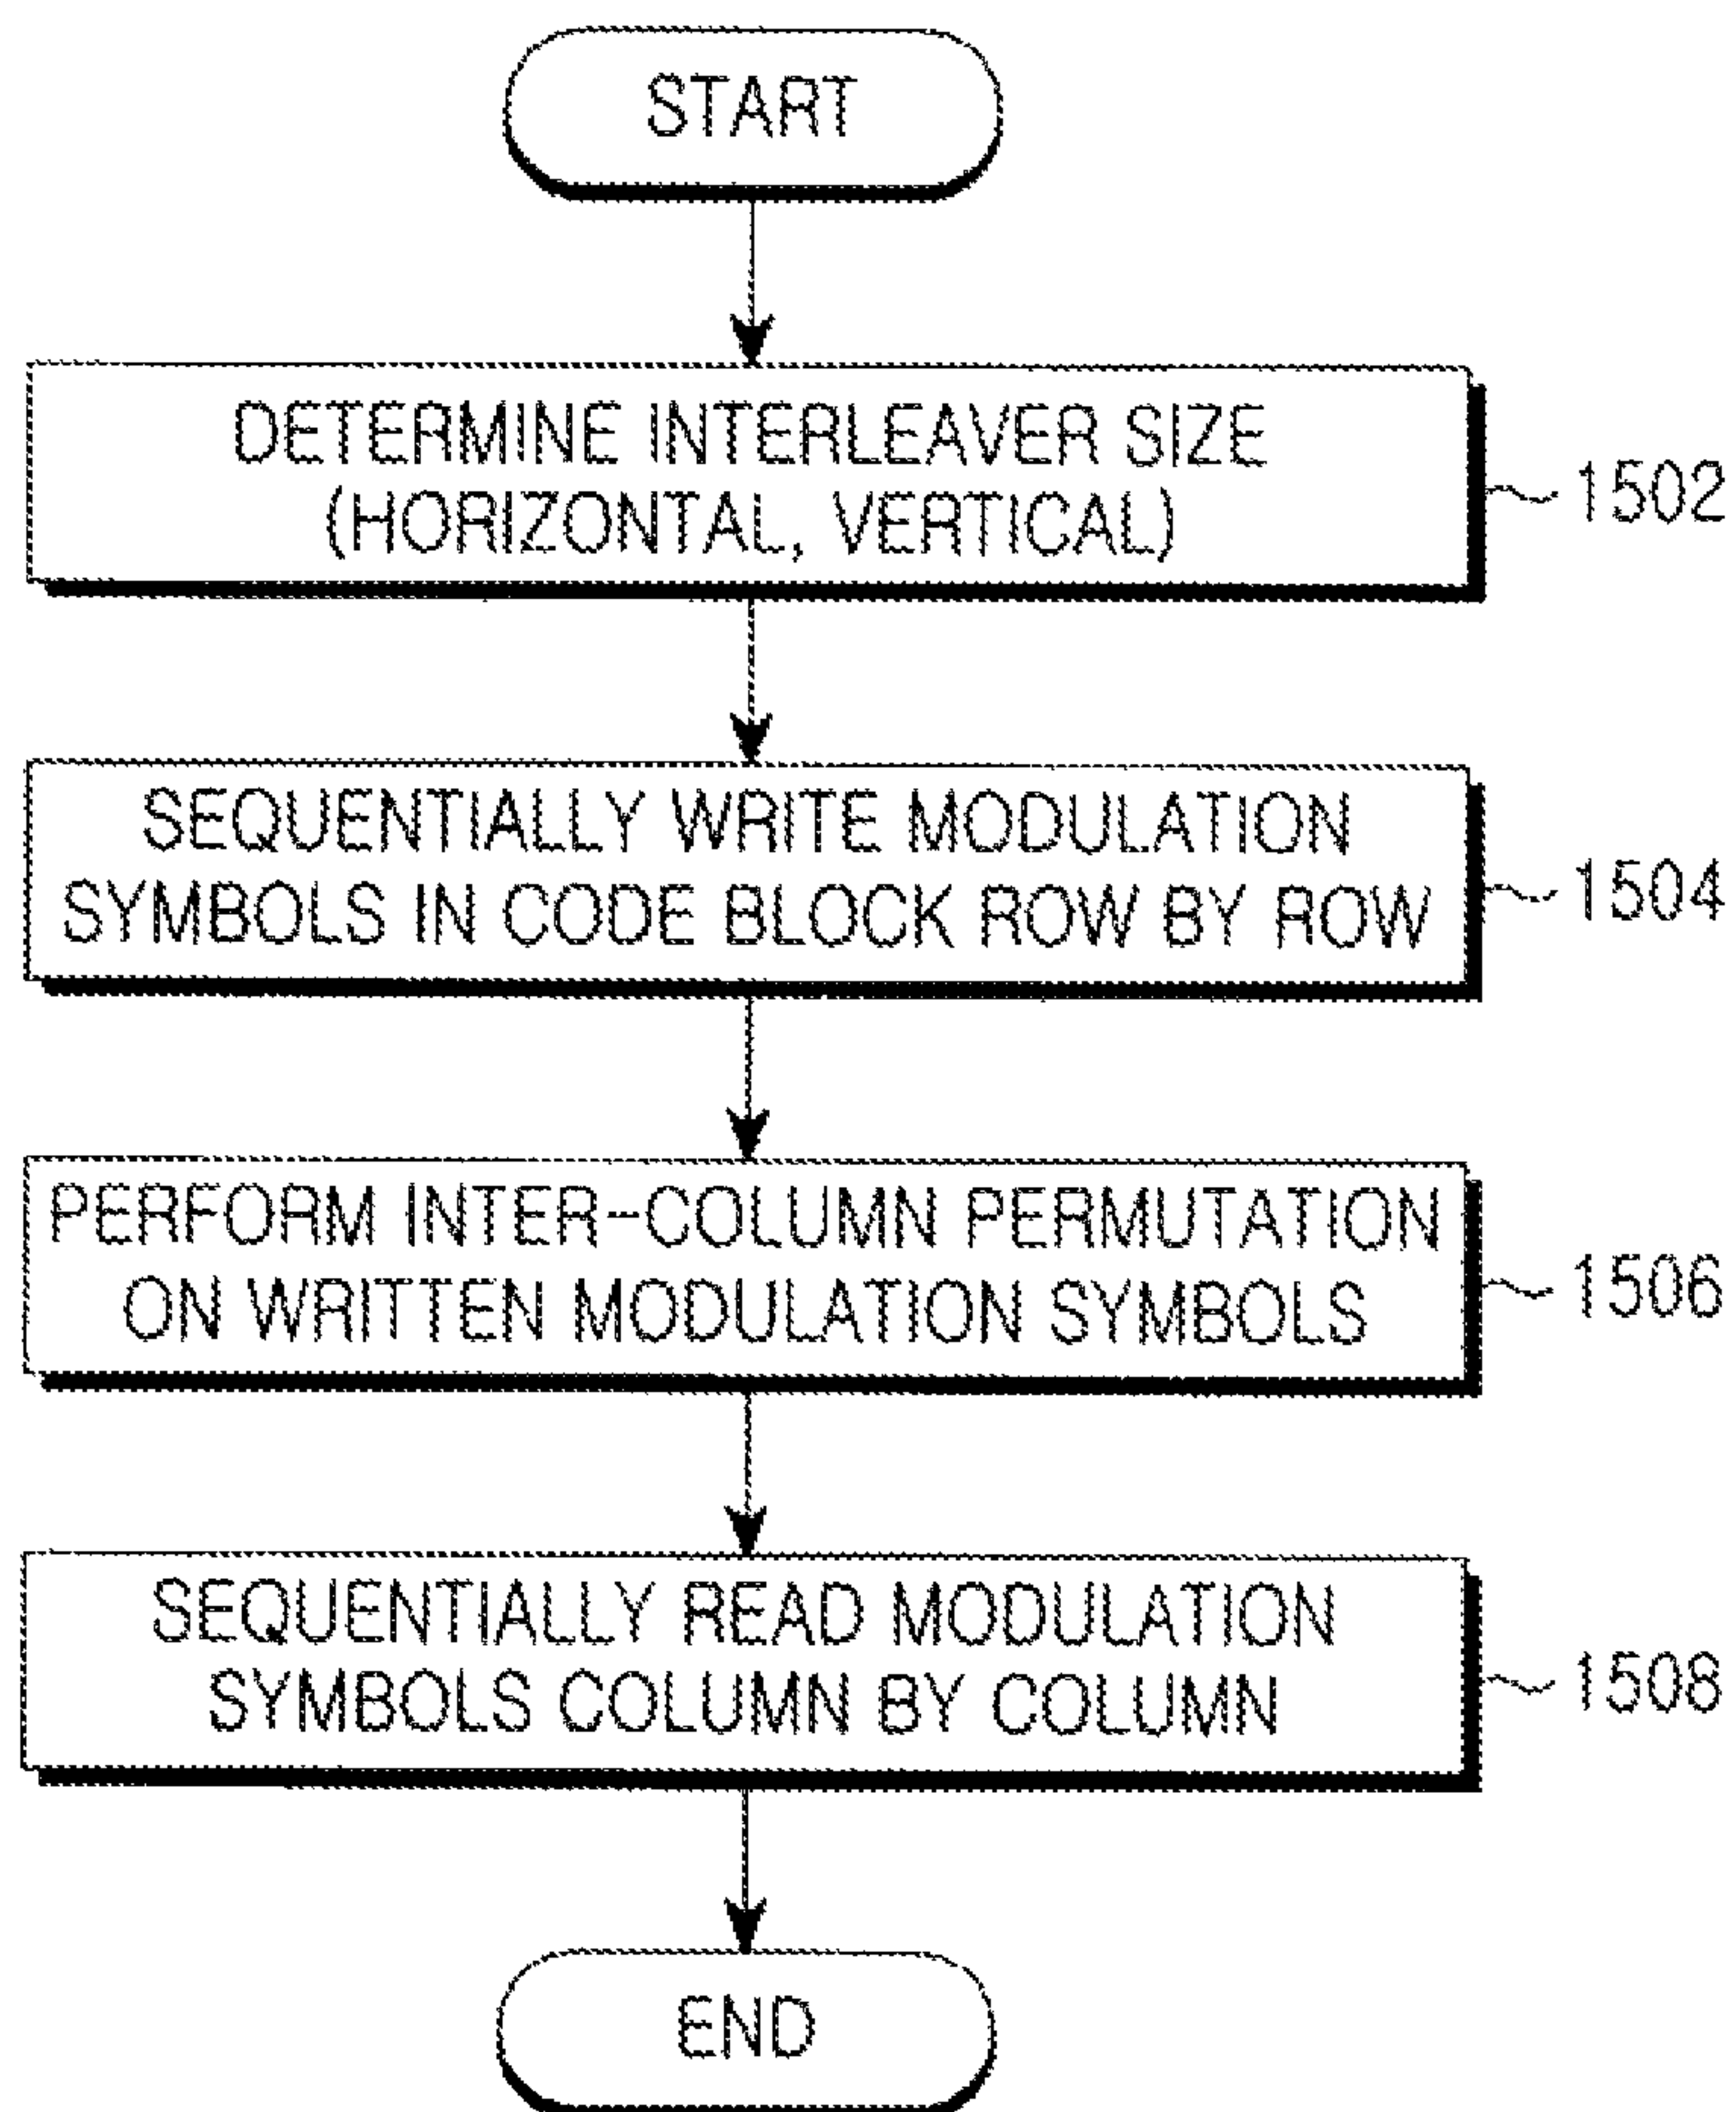 START
DETERMINE INTERLEAVER SIZE
(HORIZONTAL, VERTICAL)
1502
SEQUENTIALLY WRITE MODULATION
SYMBOLS IN CODE BLOCK ROW BY ROW
1504
PERFORM INTER-COLUMN PERMUTATION
ON WRITTEN MODULATION SYMBOLS
1506
SEQUENTIALLY READ MODULATION
SYMBOLS COLUMN BY COLUMN
1508
END